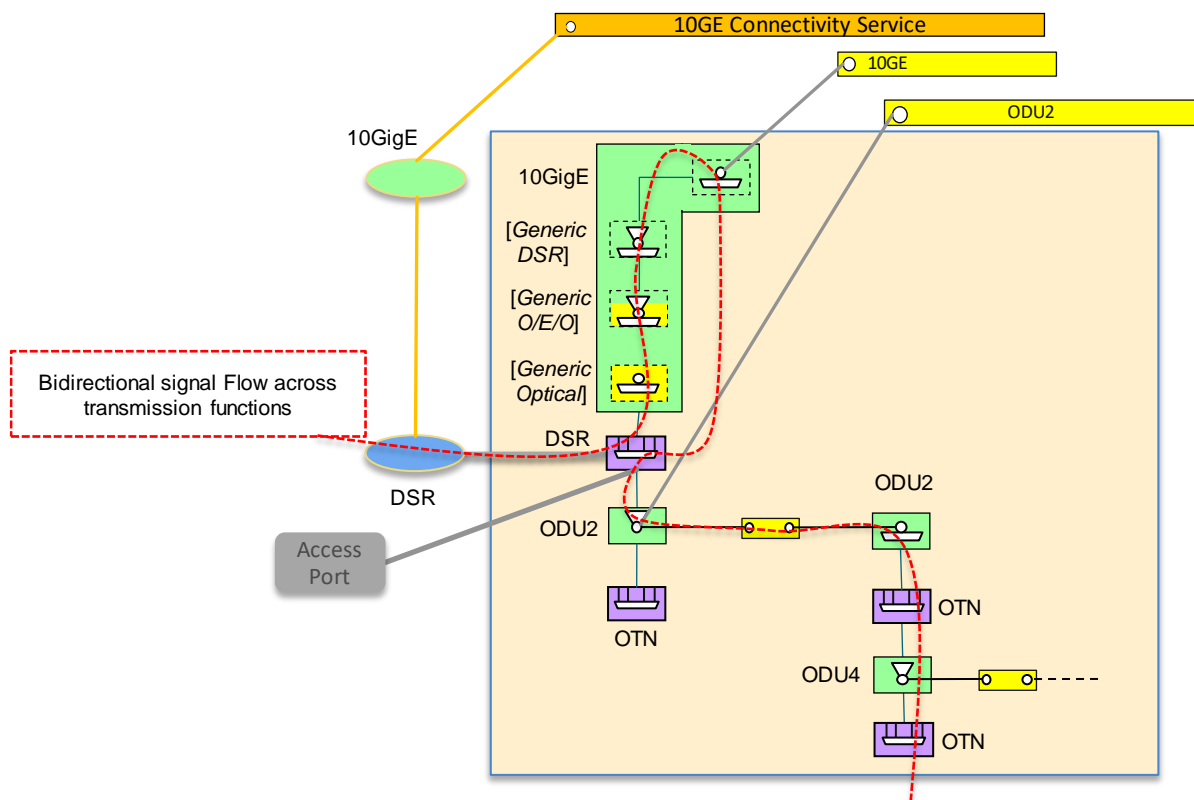 10GE Connectivity Service
10GE
ODU2
10GigE
10GigE
[Generic
DSR]
[Generic
O/E/O]
[Generic
Optical]
Bidirectional signal Flow across
transmission functions
DSR
DSR
ODU2
ODU2
Access
Port
OTN
OTN
ODU4
OTN